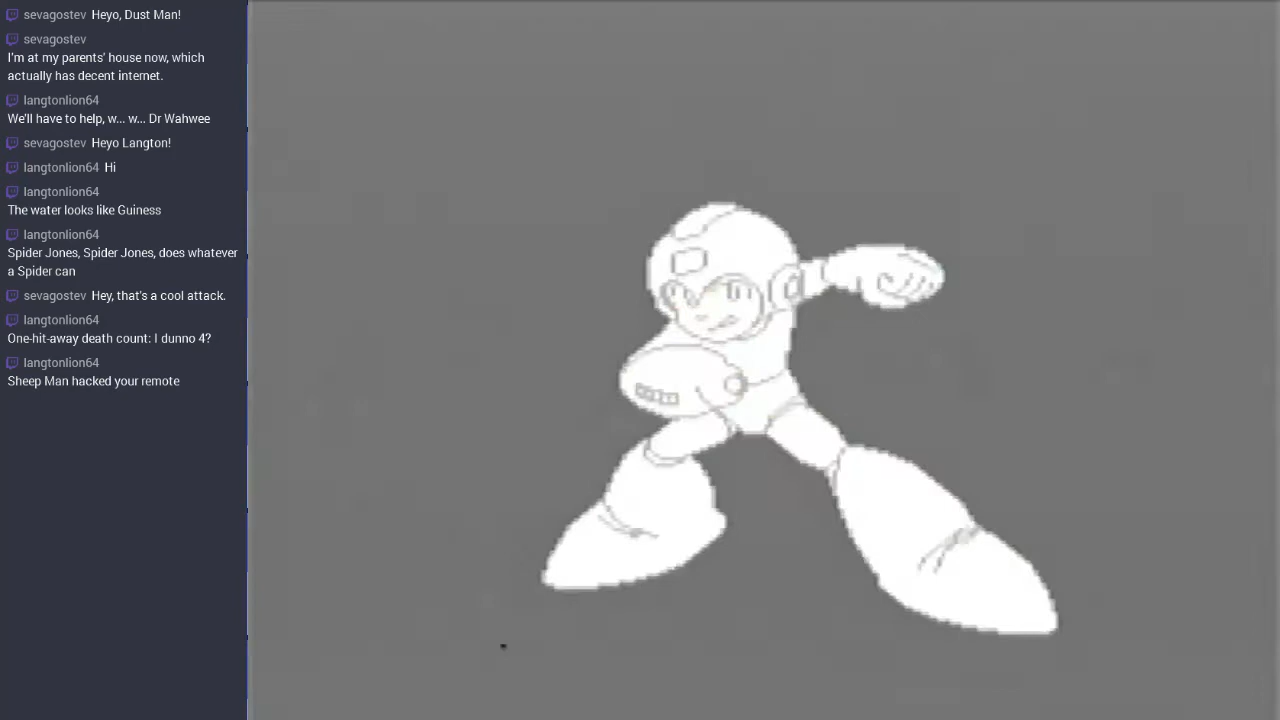 sevagostev Heyo, Dust Man!
sevagostev
I'm at my parents' house now, which
actually has decent internet.
langtonlion64
We'll have to help, w... w... Dr Wahwee
sevagostev Heyo Langton!
langtonlion64 Hi
langtonlion64
The water looks like Guiness
langtonlion64
Spider Jones, Spider Jones, does whatever
a Spider can
sevagostev Hey, that's a cool attack.
langtonlion64
One-hit-away death count: I dunno 4?
langtonlion64
Sheep Man hacked your remote